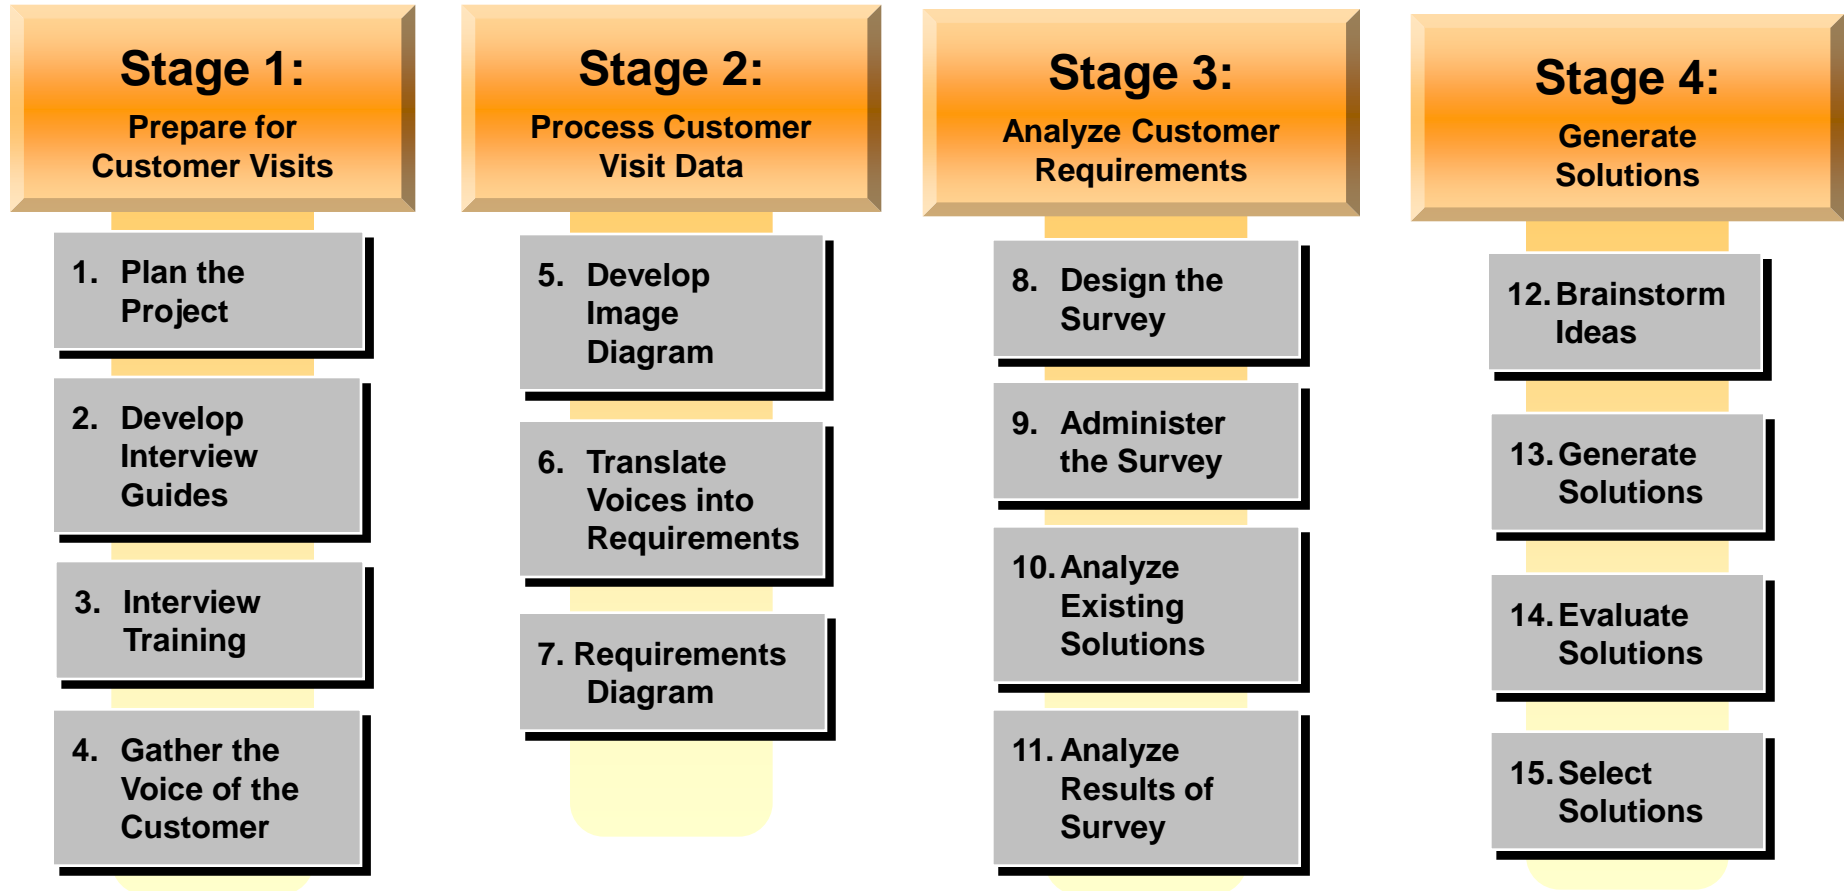 Stage 1:
Prepare for
Customer Visits
1. Plan the
Project
2. Develop
Interview
Guides
3. Interview
Training
4. Gather the
Voice of the
Customer
Stage 2:
Process Customer
Visit Data
5. Develop
Image
Diagram
6. Translate
Voices into
Requirements
7. Requirements
Diagram
Stage 3:
Analyze Customer
Requirements
8. Design the
Survey
9. Administer
the Survey
10. Analyze
Existing
Solutions
11. Analyze
Results of
Survey
Stage 4:
Generate
Solutions
12. Brainstorm
Ideas
13. Generate
Solutions
14. Evaluate
Solutions
15. Select
Solutions